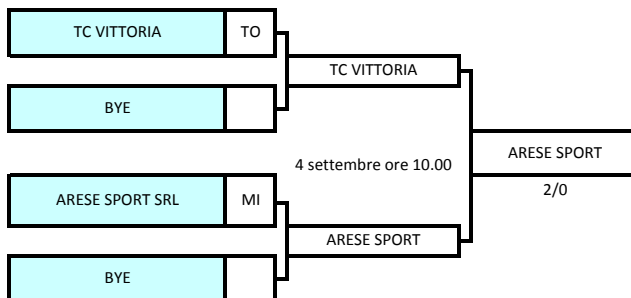 TC VITTORIA TO
TC VITTORIA
BYE
4 settembre ore 10.00
ARESE SPORT
2/0
ARESE SPORT SRL MI
ARESE SPORT
BYE